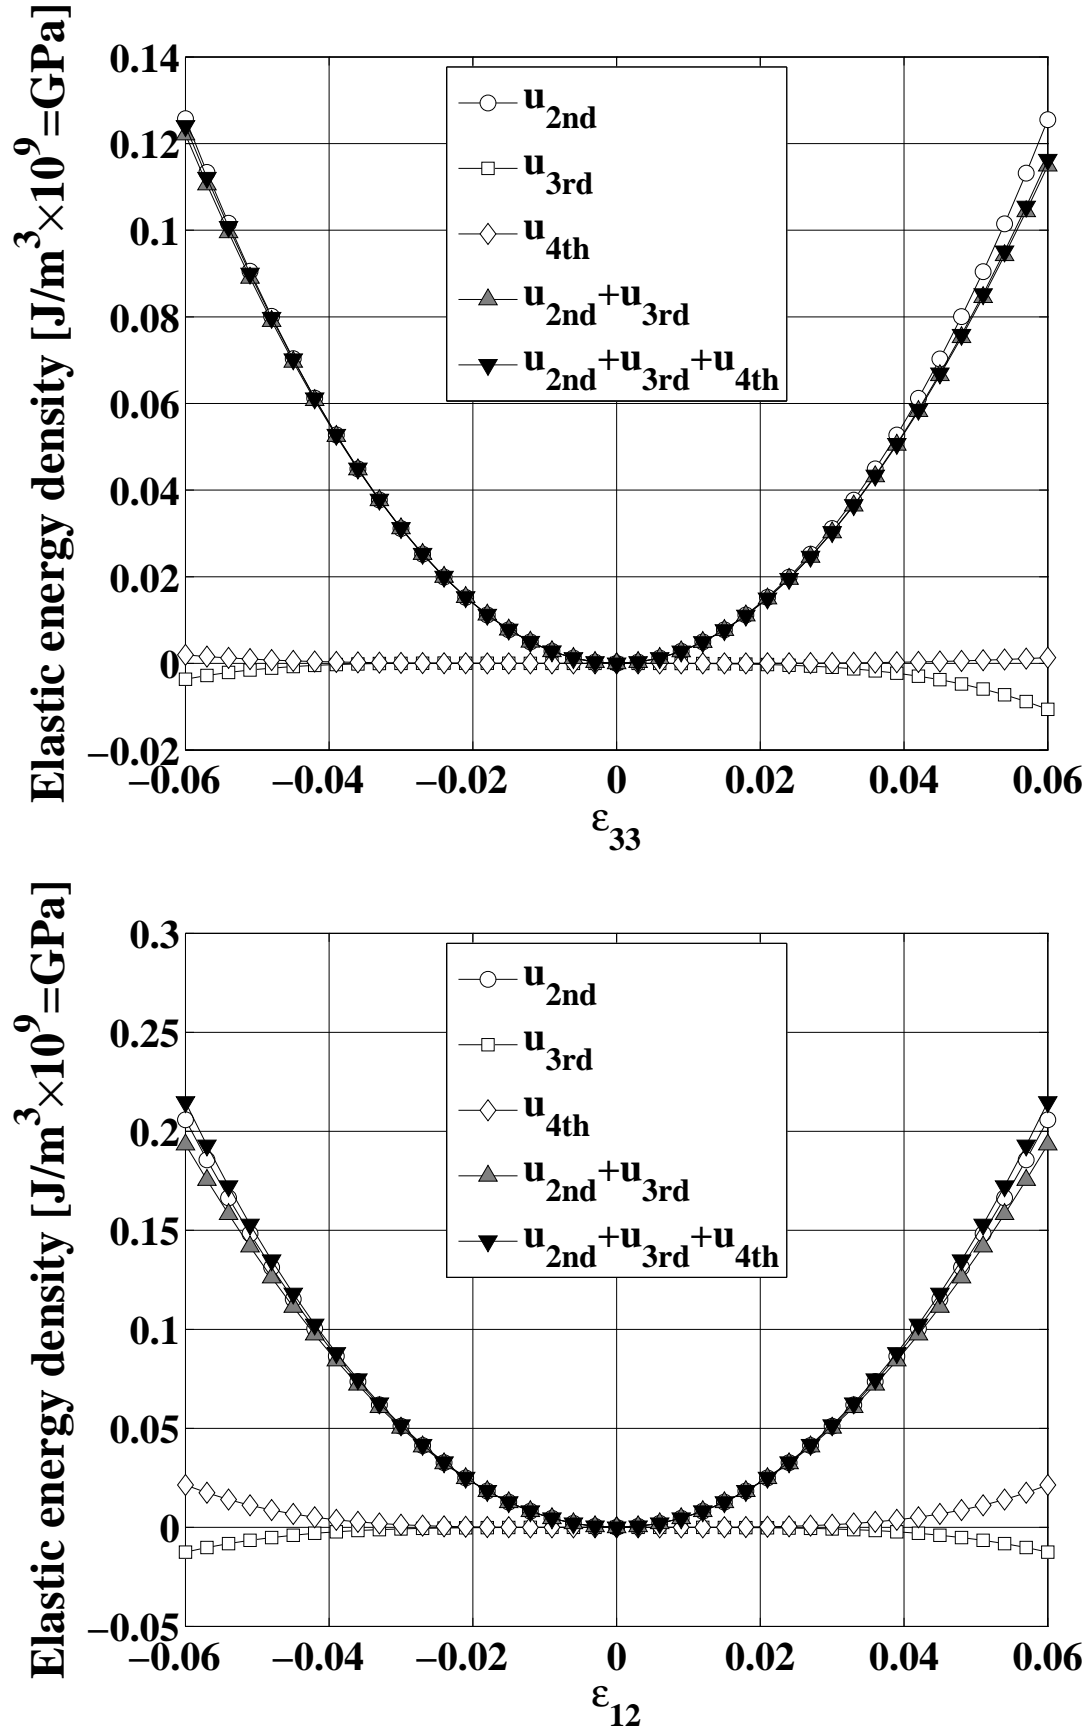 Elastic energy density [J/m³×10⁹=GPa]
0.14
0.12
0.1
0.08
0.06
0.04
0.02
0
−0.02
u2nd
u3rd
u4th
u2nd+u3rd
u2nd+u3rd+u4th
−0.06 −0.04 −0.02 0 0.02 0.04 0.06
ε33
Elastic energy density [J/m³×10⁹=GPa]
0.3
0.25
0.2
0.15
0.1
0.05
0
−0.05
u2nd
u3rd
u4th
u2nd+u3rd
u2nd+u3rd+u4th
−0.06 −0.04 −0.02 0 0.02 0.04 0.06
ε12